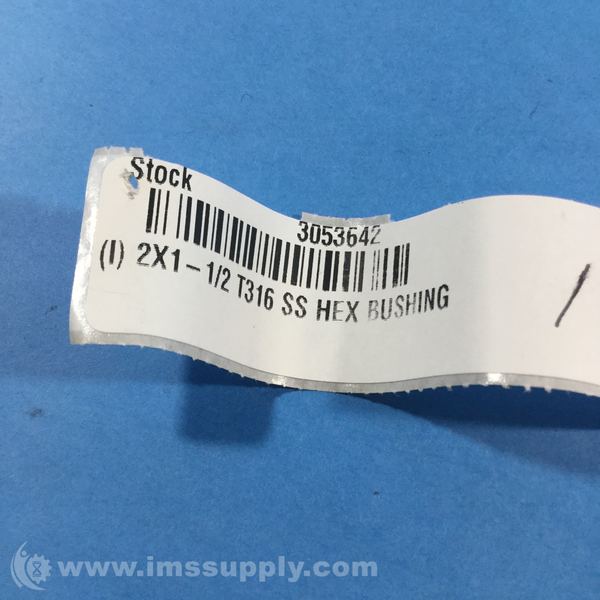 Stock
3053642
(I) 2X1-1/2 T316 SS HEX BUSHING
/
www.imssupply.com